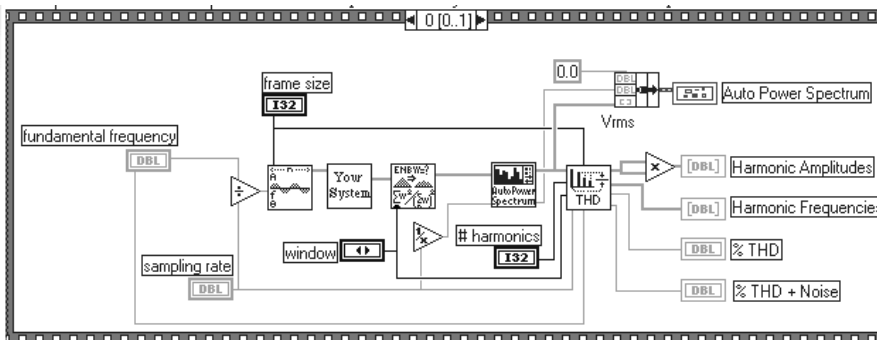 0 [0..1]
frame size
I32
0.0
DBL
DBL
Auto Power Spectrum
Vrms
fundamental frequency
DBL
÷
Your
System
ENBW=?
AutoPower
Spectrum
THD
x
[DBL]
Harmonic Amplitudes
[DBL]
Harmonic Frequencies
1/x
# harmonics
I32
window
DBL
% THD
sampling rate
DBL
DBL
% THD + Noise